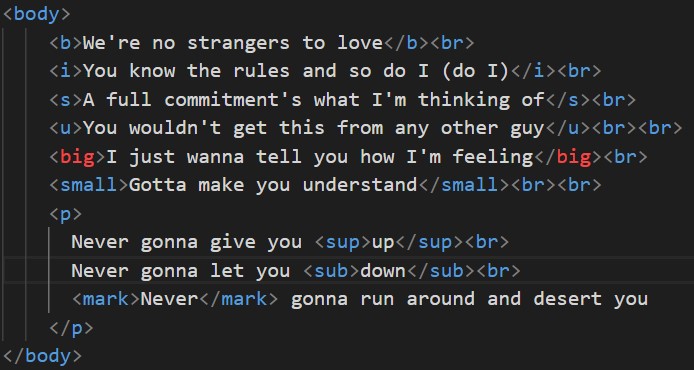 <body>
<b>We're no strangers to love</b><br>
<i>You know the rules and so do I (do I)</i><br>
<s>A full commitment's what I'm thinking of</s><br>
<u>You wouldn't get this from any other guy</u><br><br>
<big>I just wanna tell you how I'm feeling</big><br>
<small>Gotta make you understand</small><br><br>
<p>
Never gonna give you <sup>up</sup><br>
Never gonna let you <sub>down</sub><br>
<mark>Never</mark> gonna run around and desert you
</p>
</body>